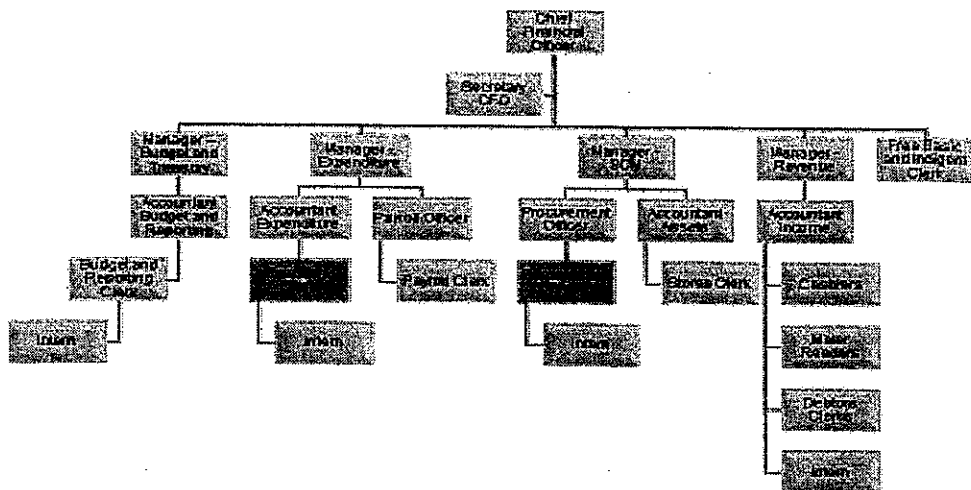 Chief
Financial
Officer
Secretary
CFO
Manager -
Budget and
Treasury
Manager -
Expenditure
Manager -
SCM
Manager -
Revenue
Free Basic
and Indigent
Clerk
Accountant
Budget and
Reporting
Accountant
Expenditure
Payroll Officer
Procurement
Officer
Accountant
Assets
Accountant
Income
Budget and
Reporting
Clerk
Payroll Clerk
Stores Clerk
Cashiers
Intern
Intern
Intern
Meter
Readers
Debtors
Clerks
Intern